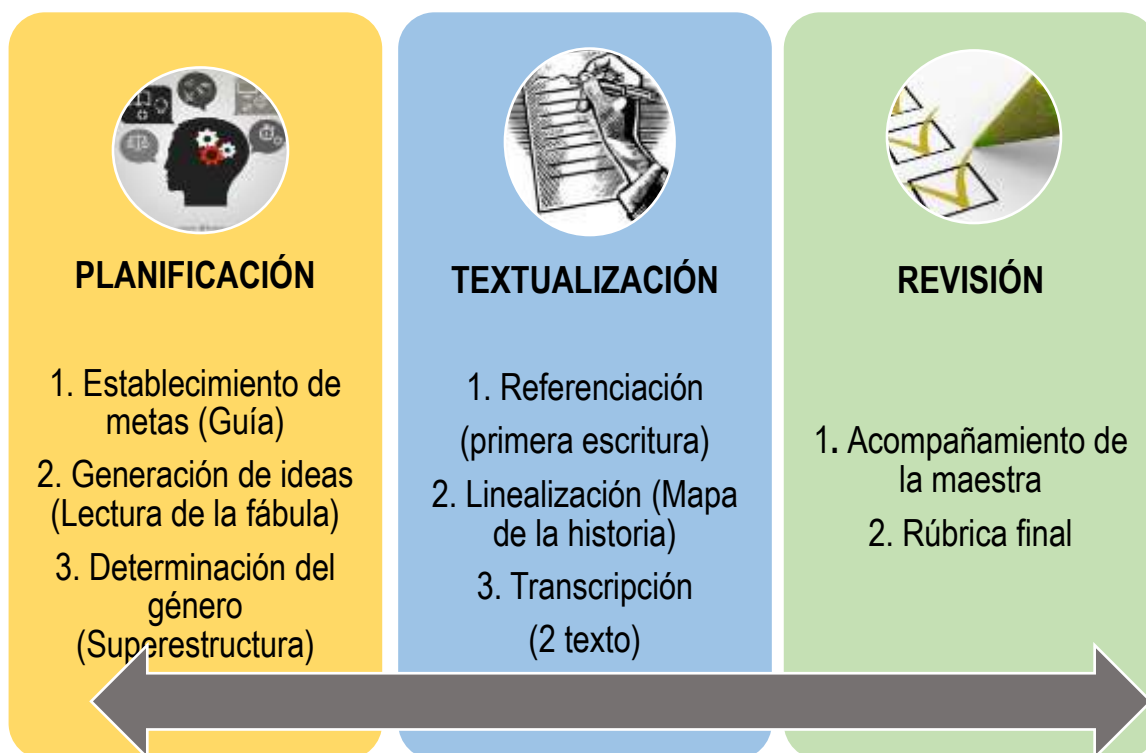 PLANIFICACIÓN
1. Establecimiento de
metas (Guía)
2. Generación de ideas
(Lectura de la fábula)
3. Determinación del
género
(Superestructura)
TEXTUALIZACIÓN
1. Referenciación
(primera escritura)
2. Linealización (Mapa
de la historia)
3. Transcripción
(2 texto)
REVISIÓN
1. Acompañamiento de
la maestra
2. Rúbrica final